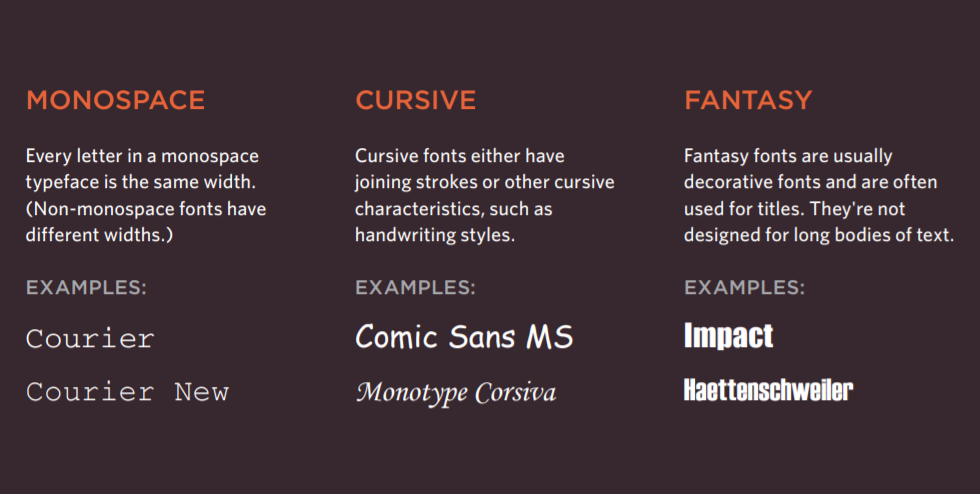 MONOSPACE
Every letter in a monospace
typeface is the same width.
(Non-monospace fonts have
different widths.)
EXAMPLES:
Courier
Courier New
CURSIVE
Cursive fonts either have
joining strokes or other cursive
characteristics, such as
handwriting styles.
EXAMPLES:
Comic Sans MS
Monotype Corsiva
FANTASY
Fantasy fonts are usually
decorative fonts and are often
used for titles. They're not
designed for long bodies of text.
EXAMPLES:
Impact
Haettenschweiler